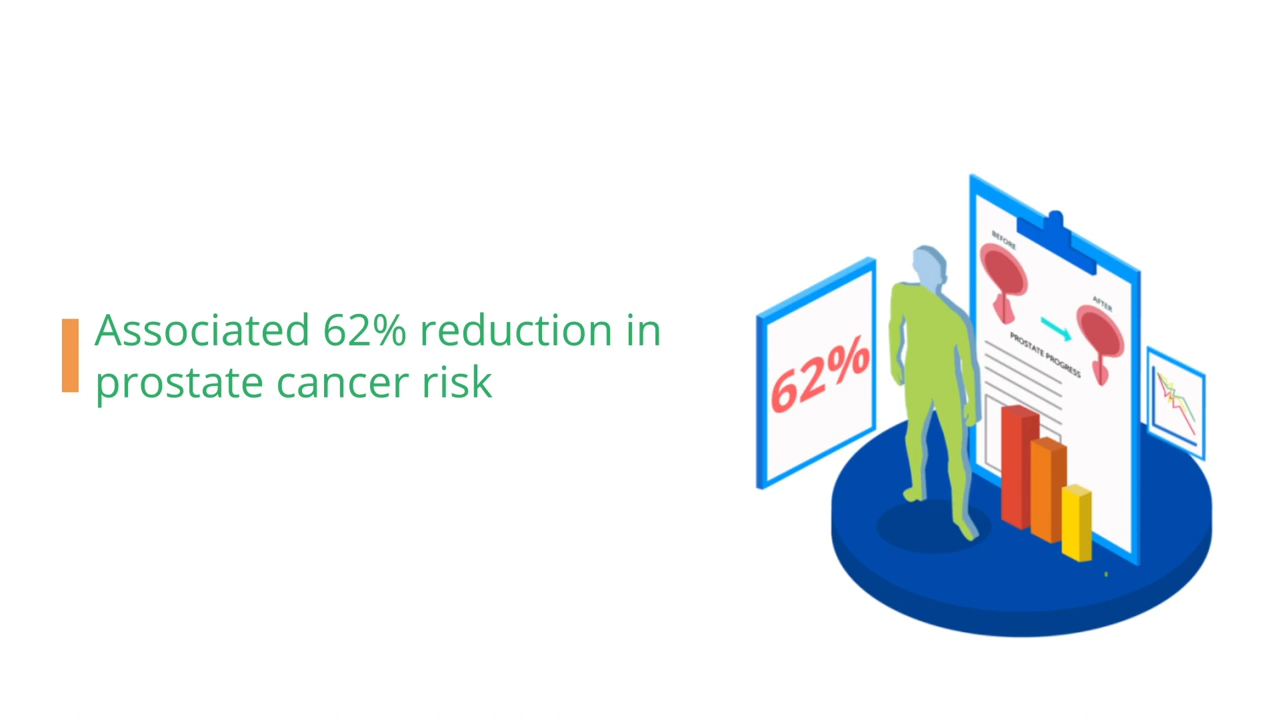 Associated 62% reduction in
prostate cancer risk
62%
BEFORE
AFTER
PROSTATE PROGRESS